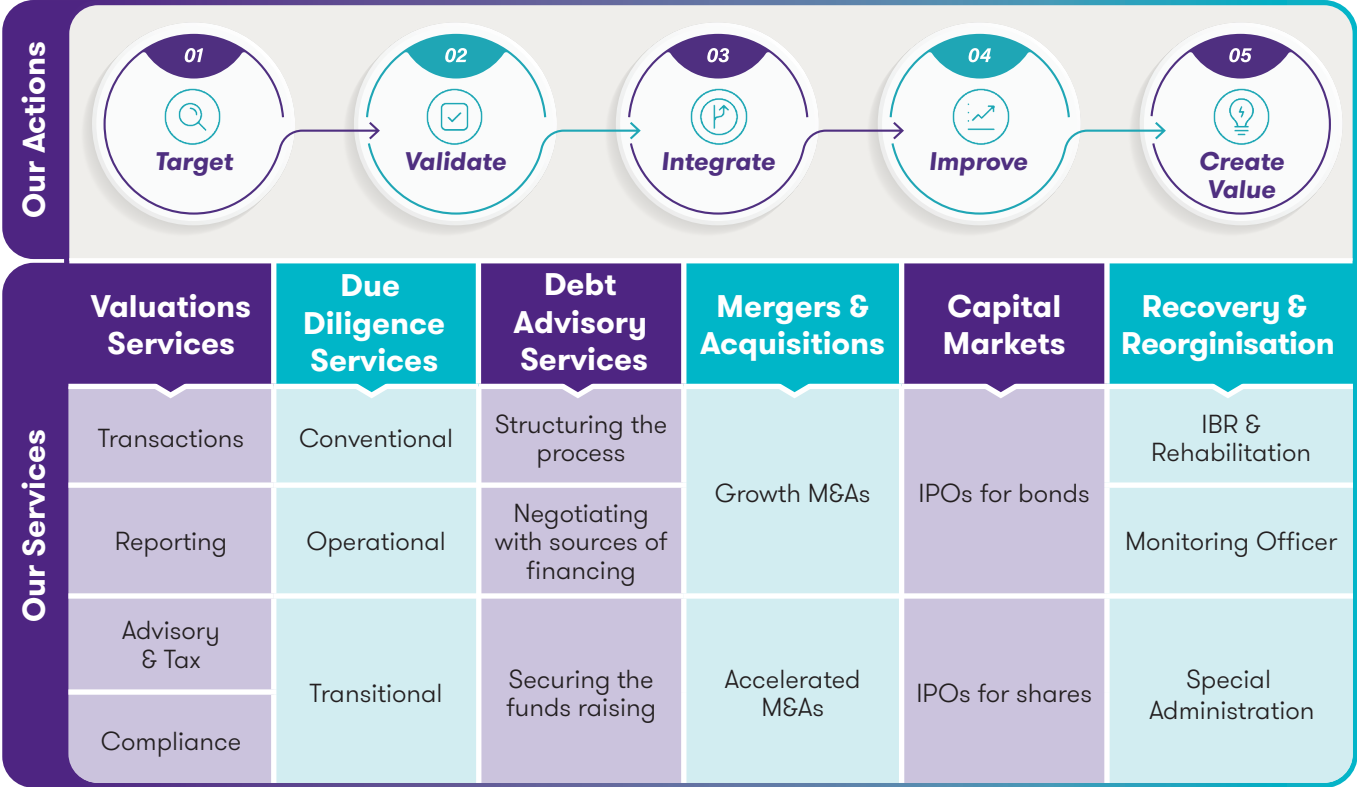 Our Actions
01
Target
02
Validate
03
Integrate
04
Improve
05
Create
Value
Our Services
Valuations
Services
Transactions
Reporting
Advisory
& Tax
Compliance
Due
Diligence
Services
Conventional
Operational
Transitional
Debt
Advisory
Services
Structuring the
process
Negotiating
with sources of
financing
Securing the
funds raising
Mergers &
Acquisitions
Growth M&As
Accelerated
M&As
Capital
Markets
IPOs for bonds
IPOs for shares
Recovery &
Reorginisation
IBR &
Rehabilitation
Monitoring Officer
Special
Administration